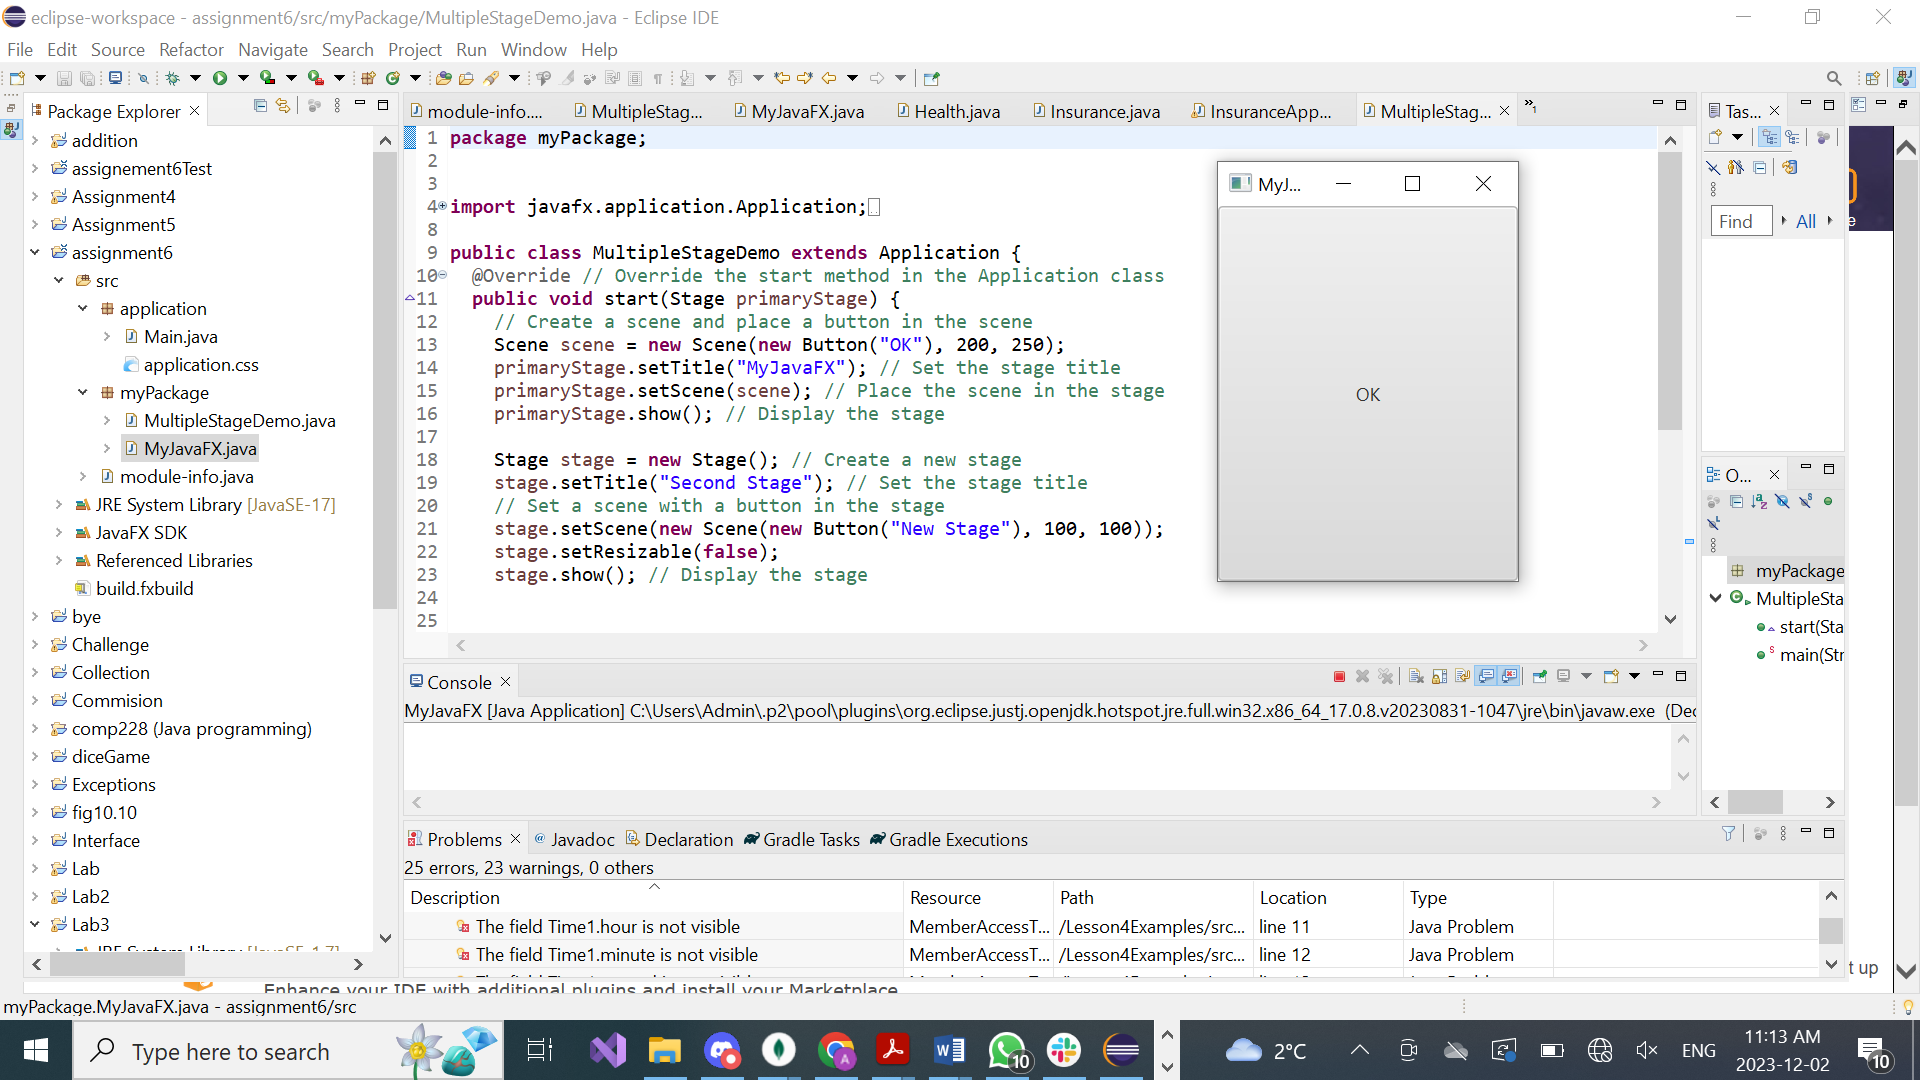 eclipse-workspace - assignment6/src/myPackage/MultipleStageDemo.java - Eclipse IDE
File Edit Source Refactor Navigate Search Project Run Window Help
Package Explorer
addition
assignement6Test
Assignment4
Assignment5
assignment6
src
application
Main.java
application.css
myPackage
MultipleStageDemo.java
MyJavaFX.java
module-info.java
JRE System Library [JavaSE-17]
JavaFX SDK
Referenced Libraries
build.fxbuild
bye
Challenge
Collection
Commision
comp228 (Java programming)
diceGame
Exceptions
fig10.10
Interface
Lab
Lab2
Lab3
JRE System Library [JavaSE-1.7]
module-info.... MultipleStag... MyJavaFX.java Health.java Insurance.java InsuranceApp... MultipleStag... »1
1 package myPackage;
2
3
4 import javafx.application.Application;
8
9 public class MultipleStageDemo extends Application {
10 @Override // Override the start method in the Application class
11 public void start(Stage primaryStage) {
12 // Create a scene and place a button in the scene
13 Scene scene = new Scene(new Button("OK"), 200, 250);
14 primaryStage.setTitle("MyJavaFX"); // Set the stage title
15 primaryStage.setScene(scene); // Place the scene in the stage
16 primaryStage.show(); // Display the stage
17
18 Stage stage = new Stage(); // Create a new stage
19 stage.setTitle("Second Stage"); // Set the stage title
20 // Set a scene with a button in the stage
21 stage.setScene(new Scene(new Button("New Stage"), 100, 100));
22 stage.setResizable(false);
23 stage.show(); // Display the stage
24
25
MyJ...
OK
Tas...
Find All
O...
myPackage
MultipleSta
start(Sta
main(Str
Console
MyJavaFX [Java Application] C:\Users\Admin\.p2\pool\plugins\org.eclipse.justj.openjdk.hotspot.jre.full.win32.x86_64_17.0.8.v20230831-1047\jre\bin\javaw.exe (Dec
Problems Javadoc Declaration Gradle Tasks Gradle Executions
25 errors, 23 warnings, 0 others
Description Resource Path Location Type
The field Time1.hour is not visible MemberAccessT... /Lesson4Examples/src... line 11 Java Problem
The field Time1.minute is not visible MemberAccessT... /Lesson4Examples/src... line 12 Java Problem
e
t up
Enhance your IDE with additional plugins and install your Marketplace
myPackage.MyJavaFX.java - assignment6/src
Type here to search
10
2°C
ENG
11:13 AM
2023-12-02
10